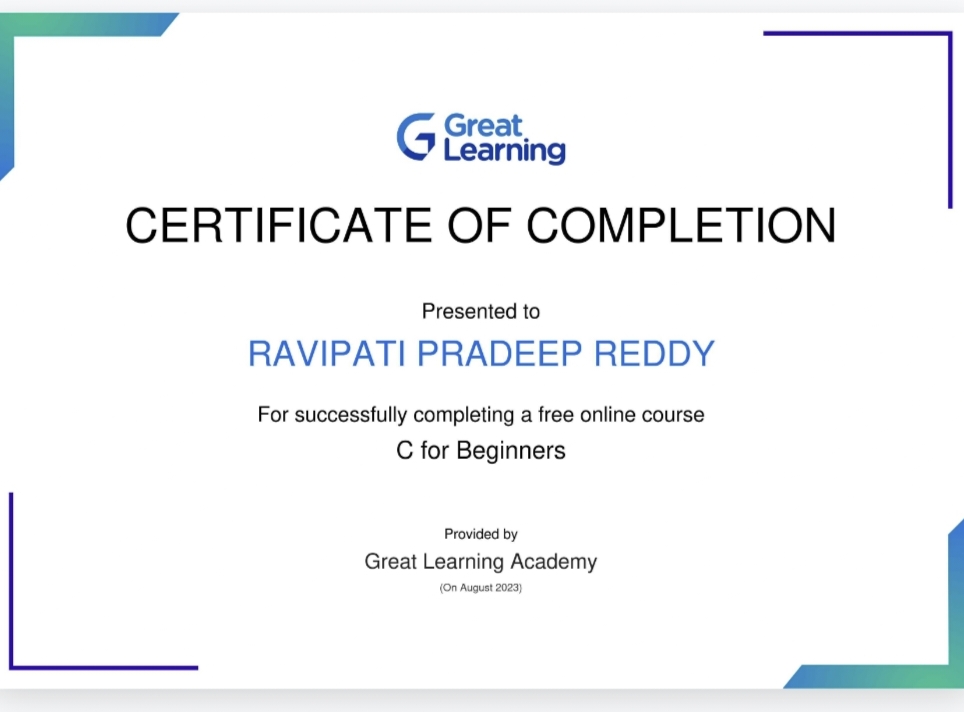 Great
Learning
CERTIFICATE OF COMPLETION
Presented to
RAVIPATI PRADEEP REDDY
For successfully completing a free online course
C for Beginners
Provided by
Great Learning Academy
(On August 2023)